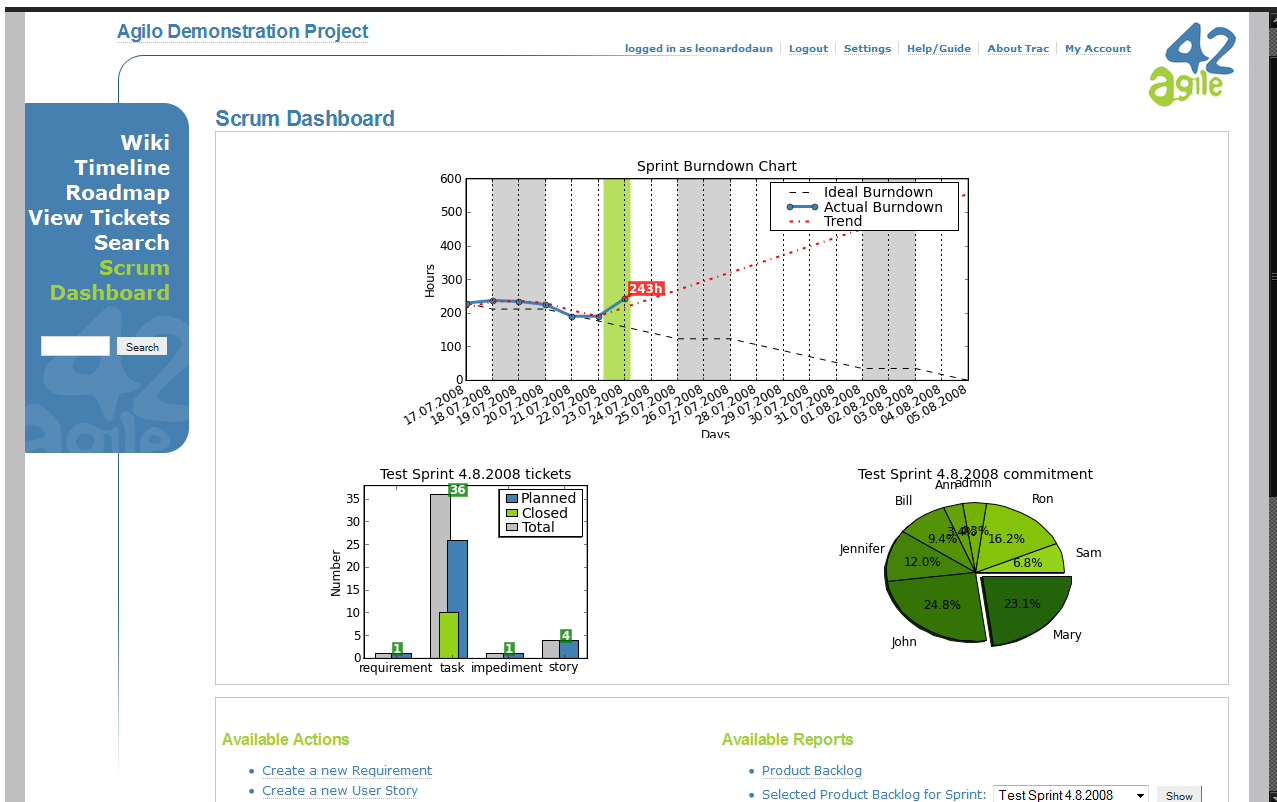 Agilo Demonstration Project
logged in as leonardodaun Logout Settings Help/Guide About Trac My Account
42
agile
Wiki
Timeline
Roadmap
View Tickets
Search
Scrum
Dashboard
Search
42
agile
Scrum Dashboard
Sprint Burndown Chart
600
500
400
300
200
100
0
Hours
Ideal Burndown
Actual Burndown
Trend
243h
17.07.2008
18.07.2008
19.07.2008
20.07.2008
21.07.2008
22.07.2008
23.07.2008
24.07.2008
25.07.2008
26.07.2008
27.07.2008
28.07.2008
29.07.2008
30.07.2008
31.07.2008
01.08.2008
02.08.2008
03.08.2008
04.08.2008
05.08.2008
Days
Test Sprint 4.8.2008 tickets
35
30
25
20
15
10
5
0
Number
36
Planned
Closed
Total
1
1
4
requirement task impediment story
Test Sprint 4.8.2008 commitment
Ann admin
Bill
Ron
Jennifer
Sam
John
Mary
3.4%
9.4%
16.2%
12.0%
6.8%
24.8%
23.1%
Available Actions
Create a new Requirement
Create a new User Story
Available Reports
Product Backlog
Selected Product Backlog for Sprint: Test Sprint 4.8.2008 Show